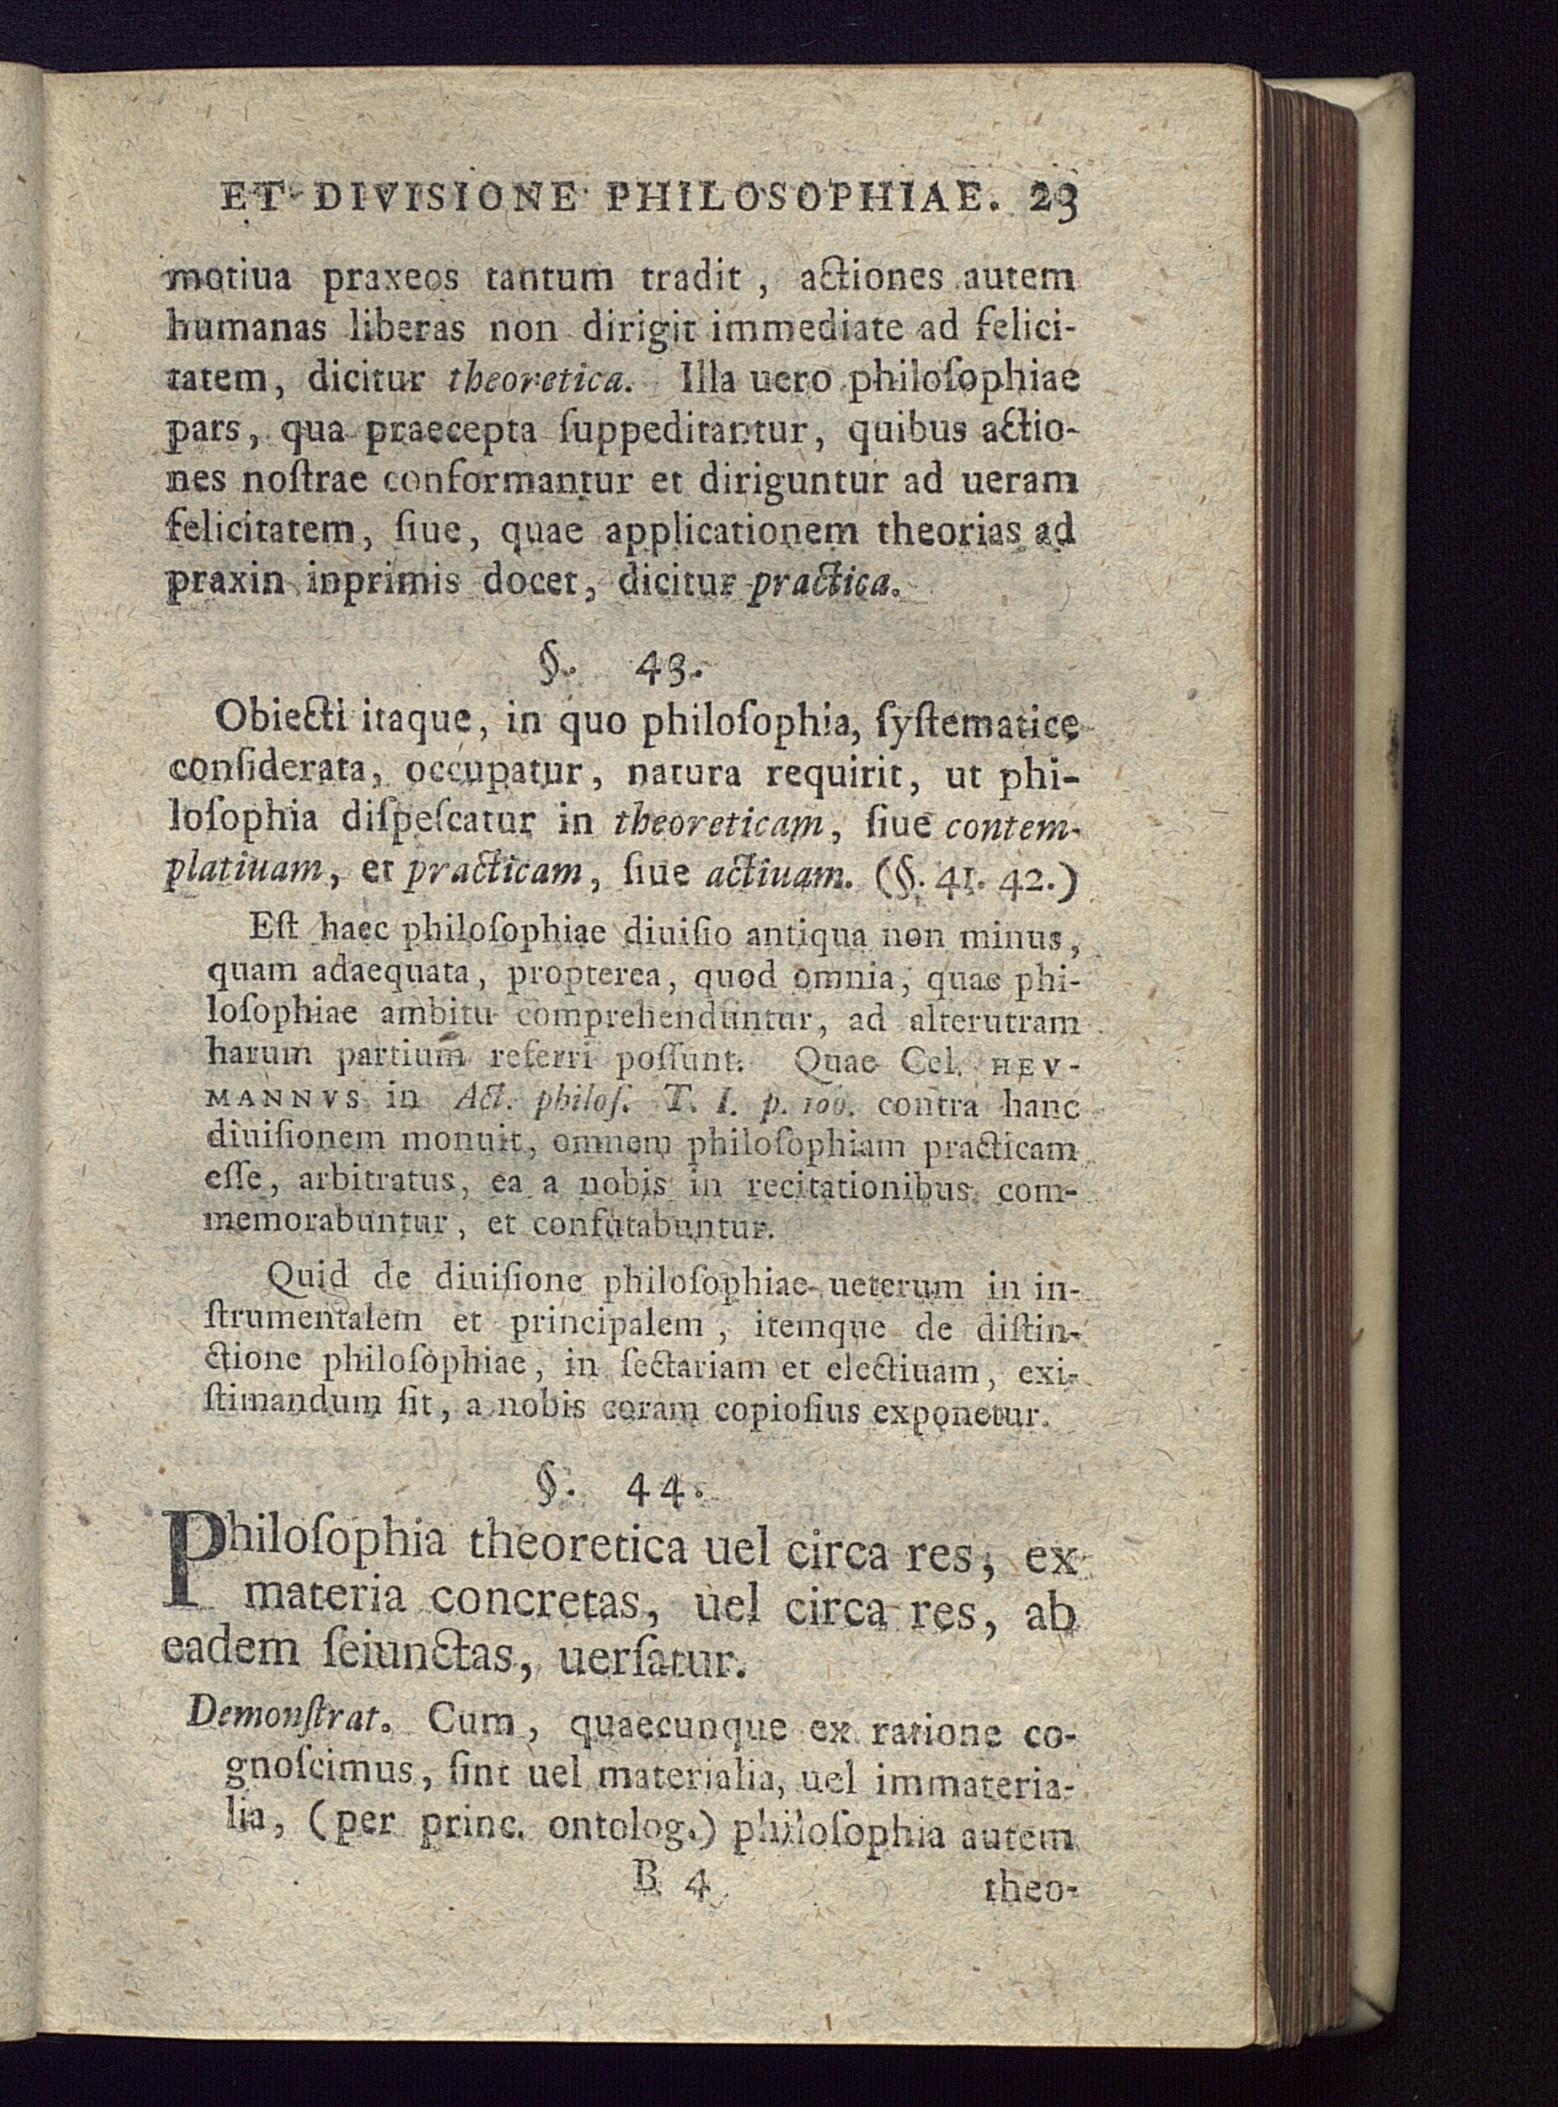 ET DIVISIONE PHILOSOPHIAE. 23
motiua praxeos tantum tradit, actiones autem
humanas liberas non dirigit immediate ad felici-
tatem, dicitur theoretica. Illa uero philoſophiae
pars, qua praecepta ſuppeditantur, quibus actio-
nes noſtrae conformantur et diriguntur ad ueram
felicitatem, ſiue, quae applicationem theorias ad
praxin inprimis docet, dicitur practica.
§. 43.
Obiecti itaque, in quo philoſophia, ſyſtematice
conſiderata, occupatur, natura requirit, ut phi-
loſophia diſpeſcatur in theoreticam, ſiue contem-
platiuam, et practicam, ſiue actiuam. (§. 41. 42.)
Eſt haec philoſophiae diuiſio antiqua non minus,
quam adaequata, propterea, quod omnia, quae phi-
loſophiae ambitu comprehenduntur, ad alterutram
harum partium referri poſſunt. Quae Cel. HEV-
MANNVS in Act. philoſ. T. I. p. 100. contra hanc
diuiſionem monuit, omnem philoſophiam practicam
eſſe, arbitratus, ea a nobis in recitationibus com-
memorabuntur, et confutabuntur.
Quid de diuiſione philoſophiae ueterum in in-
ſtrumentalem et principalem, itemque de diſtin-
ctione philoſophiae, in ſectariam et electiuam, exi-
ſtimandum ſit, a nobis coram copioſius exponetur.
§. 44.
Philoſophia theoretica uel circa res, ex
materia concretas, uel circa res, ab
eadem ſeiunctas, uerſatur.
Demonſtrat. Cum, quaecunque ex ratione co-
gnoſcimus, ſint uel materialia, uel immateria-
lia, (per princ. ontolog.) philoſophia autem
B 4 theo-